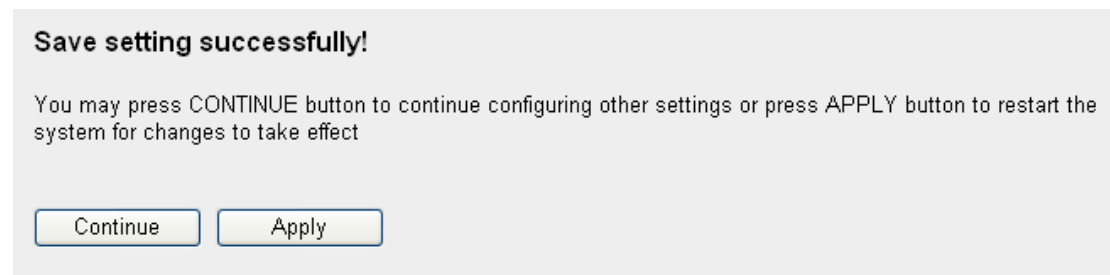 Save setting successfully!
You may press CONTINUE button to continue configuring other settings or press APPLY button to restart the
system for changes to take effect
Continue
Apply